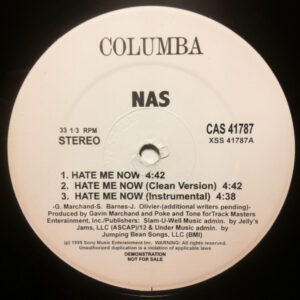 COLUMBA
NAS
33 1/3 RPM
STEREO
CAS 41787
XSS 41787A
1. HATE ME NOW 4:42
2. HATE ME NOW (Clean Version) 4:42
3. HATE ME NOW (Instrumental) 4:38
-G. Marchand-S. Barnes-J. Olivier-(additional writers pending)-
Produced by Gavin Marchand and Poke and Tone forTrack Masters
Enterainment, Inc./Publishers: Slam-U-Well Music admin. by Jelly's
Jams, LLC (ASCAP)/12 & Under Music admin. by
Jumping Bean Songs, LLC (BMI)
(p) 1999 Sony Music Entertainment Inc. WARNING: All rights reserved.
Unauthorized duplication is a violation of applicable laws
DEMONSTRATION
NOT FOR SALE